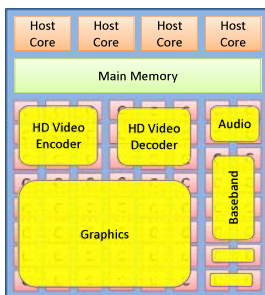 Host
Core
Host
Core
Host
Core
Host
Core
Main Memory
HD Video
Encoder
HD Video
Decoder
Audio
Baseband
Graphics